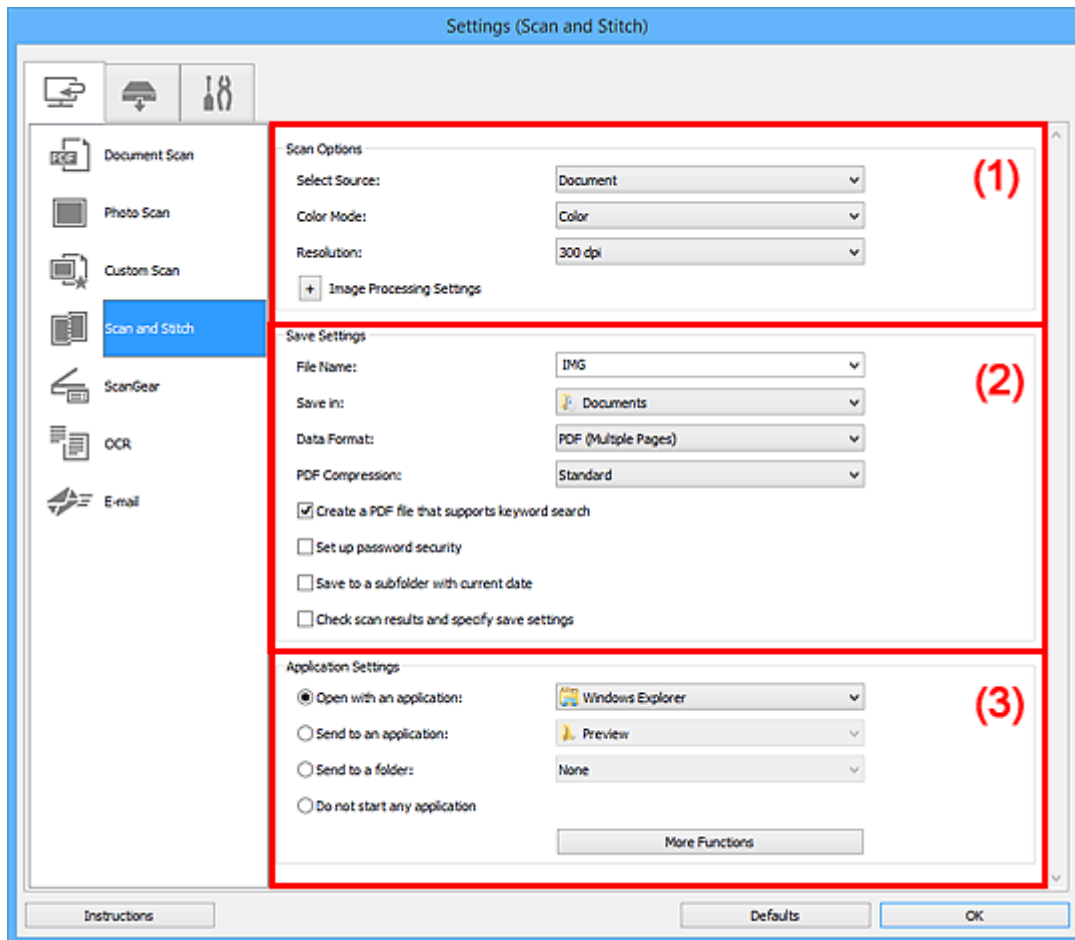 Settings (Scan and Stitch)
Document Scan
Photo Scan
Custom Scan
Scan and Stitch
ScanGear
OCR
E-mail
Scan Options
(1)
Select Source: Document
Color Mode: Color
Resolution: 300 dpi
+ Image Processing Settings
Save Settings
(2)
File Name: IMG
Save in: Documents
Data Format: PDF (Multiple Pages)
PDF Compression: Standard
Create a PDF file that supports keyword search
Set up password security
Save to a subfolder with current date
Check scan results and specify save settings
Application Settings
(3)
Open with an application: Windows Explorer
Send to an application: Preview
Send to a folder: None
Do not start any application
More Functions
Instructions Defaults OK